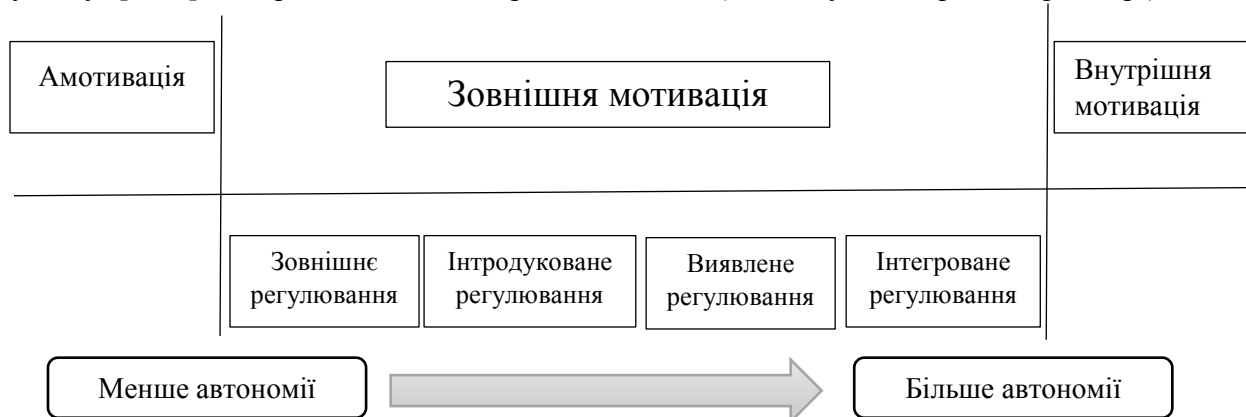 Амотивація
Зовнішня мотивація
Внутрішня
мотивація
Зовнішнє
регулювання
Інтродуковане
регулювання
Виявлене
регулювання
Інтегроване
регулювання
Менше автономії
Більше автономії